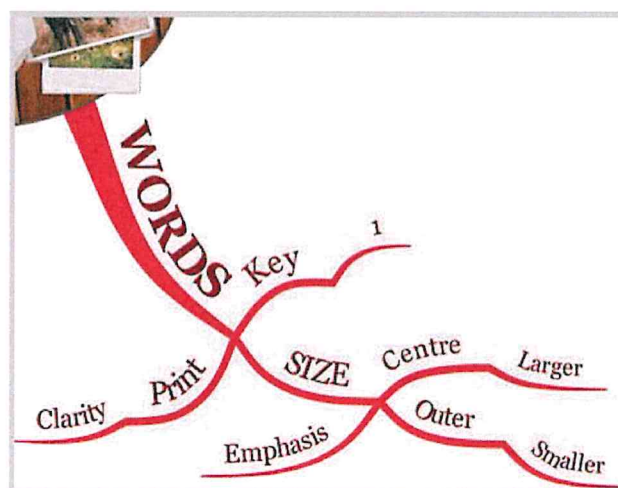 WORDS
Key
1
Print
Clarity
SIZE
Centre
Larger
Outer
Smaller
Emphasis